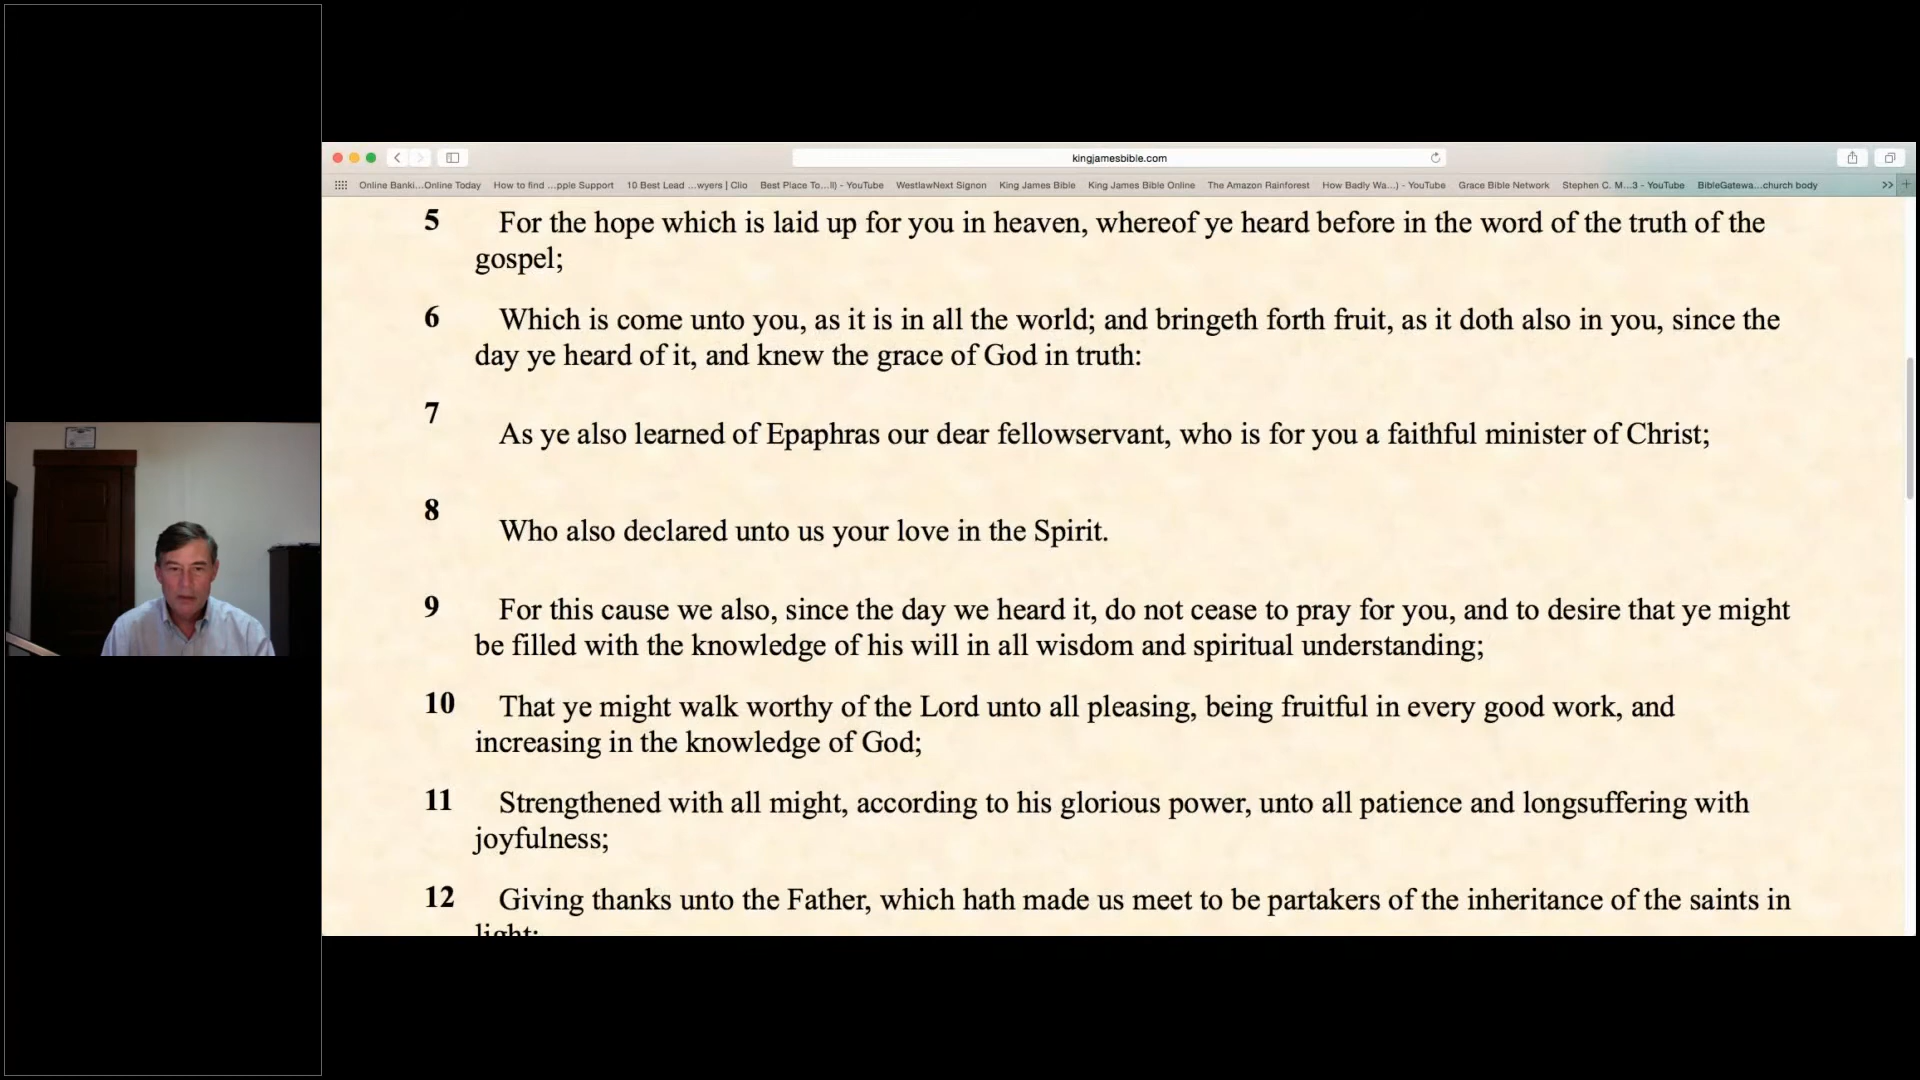 kingjamesbible.com
Online Banki...Online Today How to find ...pple Support 10 Best Lead ...wyers | Clio Best Place To...ll) - YouTube WestlawNext Signon King James Bible King James Bible Online The Amazon Rainforest How Badly Wa...) - YouTube Grace Bible Network Stephen C. M...3 - YouTube BibleGatewa...church body >> +
5 For the hope which is laid up for you in heaven, whereof ye heard before in the word of the truth of the
gospel;
6 Which is come unto you, as it is in all the world; and bringeth forth fruit, as it doth also in you, since the
day ye heard of it, and knew the grace of God in truth:
7
As ye also learned of Epaphras our dear fellowservant, who is for you a faithful minister of Christ;
8
Who also declared unto us your love in the Spirit.
9 For this cause we also, since the day we heard it, do not cease to pray for you, and to desire that ye might
be filled with the knowledge of his will in all wisdom and spiritual understanding;
10 That ye might walk worthy of the Lord unto all pleasing, being fruitful in every good work, and
increasing in the knowledge of God;
11 Strengthened with all might, according to his glorious power, unto all patience and longsuffering with
joyfulness;
12 Giving thanks unto the Father, which hath made us meet to be partakers of the inheritance of the saints in
light: